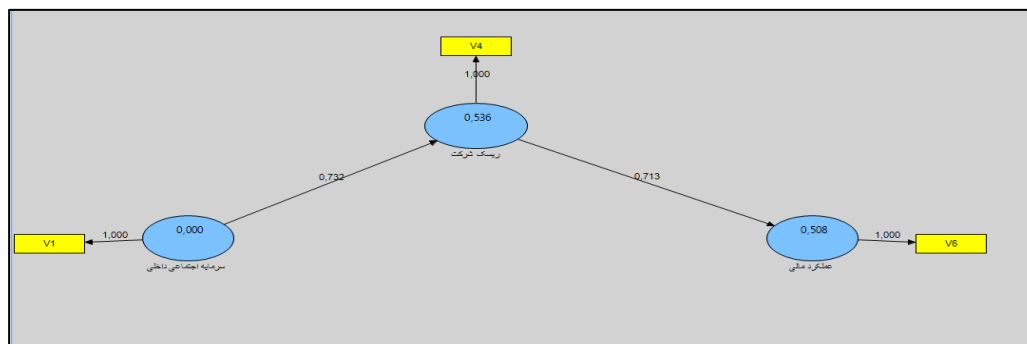 V4
1,000
0,536
ریسک شرکت
0,732
0,713
V1
1,000
0,000
سرمایه اجتماعی داخلی
0,508
عملکرد مالی
1,000
V6